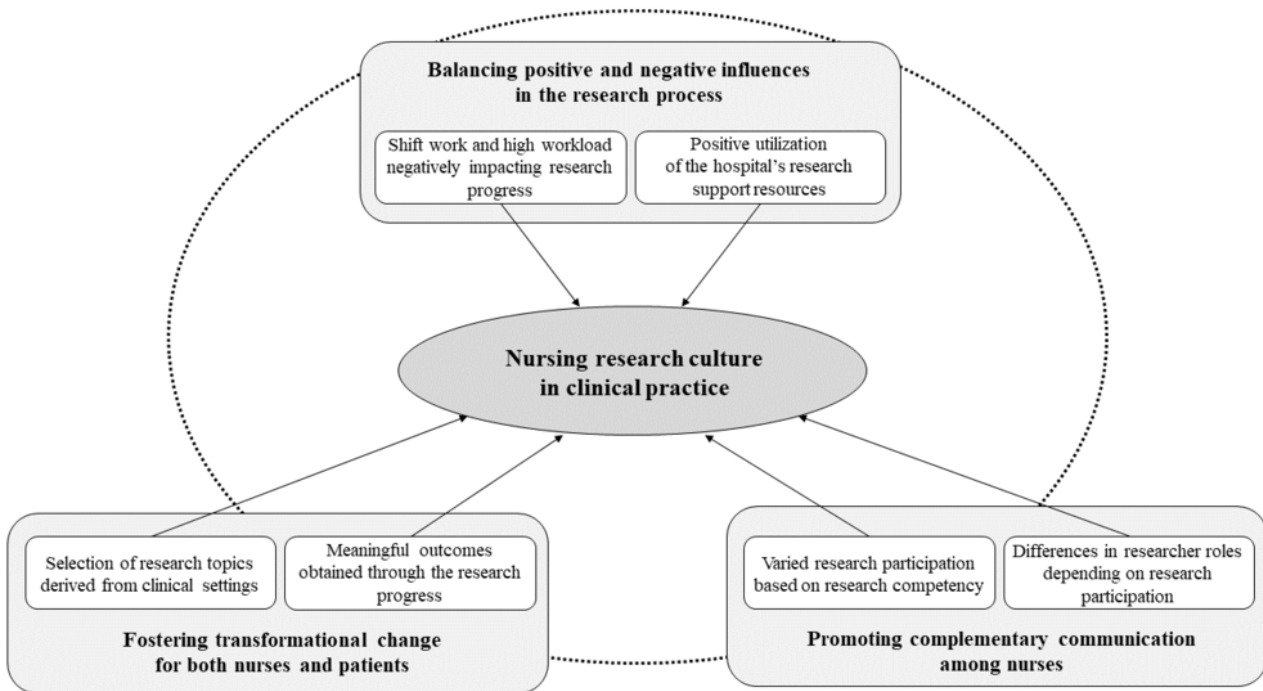 Balancing positive and negative influences
in the research process
Shift work and high workload
negatively impacting research
progress
Positive utilization
of the hospital's research
support resources
Nursing research culture
in clinical practice
Selection of research topics
derived from clinical settings
Meaningful outcomes
obtained through the research
progress
Fostering transformational change
for both nurses and patients
Varied research participation
based on research competency
Differences in researcher roles
depending on research
participation
Promoting complementary communication
among nurses